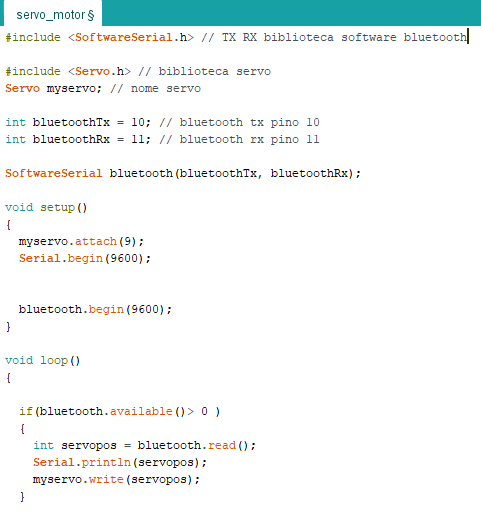 servo_motor §
#include <SoftwareSerial.h> // TX RX biblioteca software bluetooth
#include <Servo.h> // biblioteca servo
Servo myservo; // nome servo
int bluetoothTx = 10; // bluetooth tx pino 10
int bluetoothRx = 11; // bluetooth rx pino 11
SoftwareSerial bluetooth(bluetoothTx, bluetoothRx);
void setup()
{
  myservo.attach(9);
  Serial.begin(9600);
  bluetooth.begin(9600);
}
void loop()
{
  if(bluetooth.available()> 0 )
  {
    int servopos = bluetooth.read();
    Serial.println(servopos);
    myservo.write(servopos);
  }